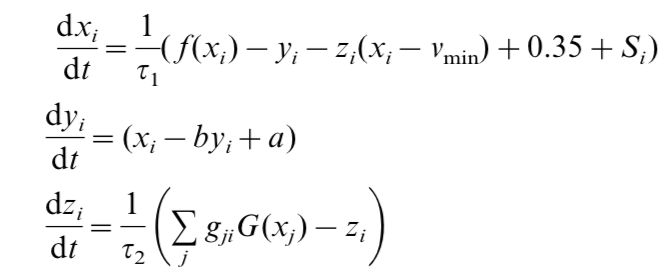 dx_i/dt = 1/τ_1 (f(x_i) − y_i − z_i(x_i − v_min) + 0.35 + S_i)
dy_i/dt = (x_i − by_i + a)
dz_i/dt = 1/τ_2 (∑_j g_ji G(x_j) − z_i)